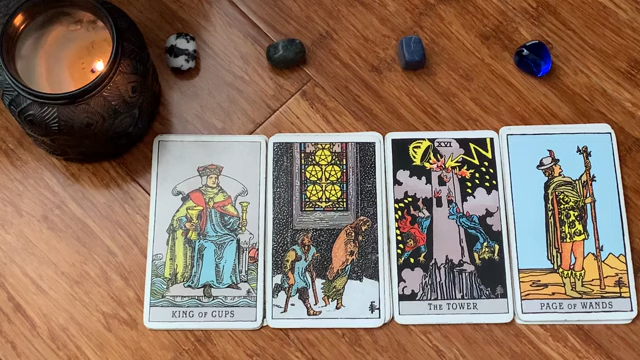 KING OF CUPS
XVI
THE TOWER
PAGE OF WANDS